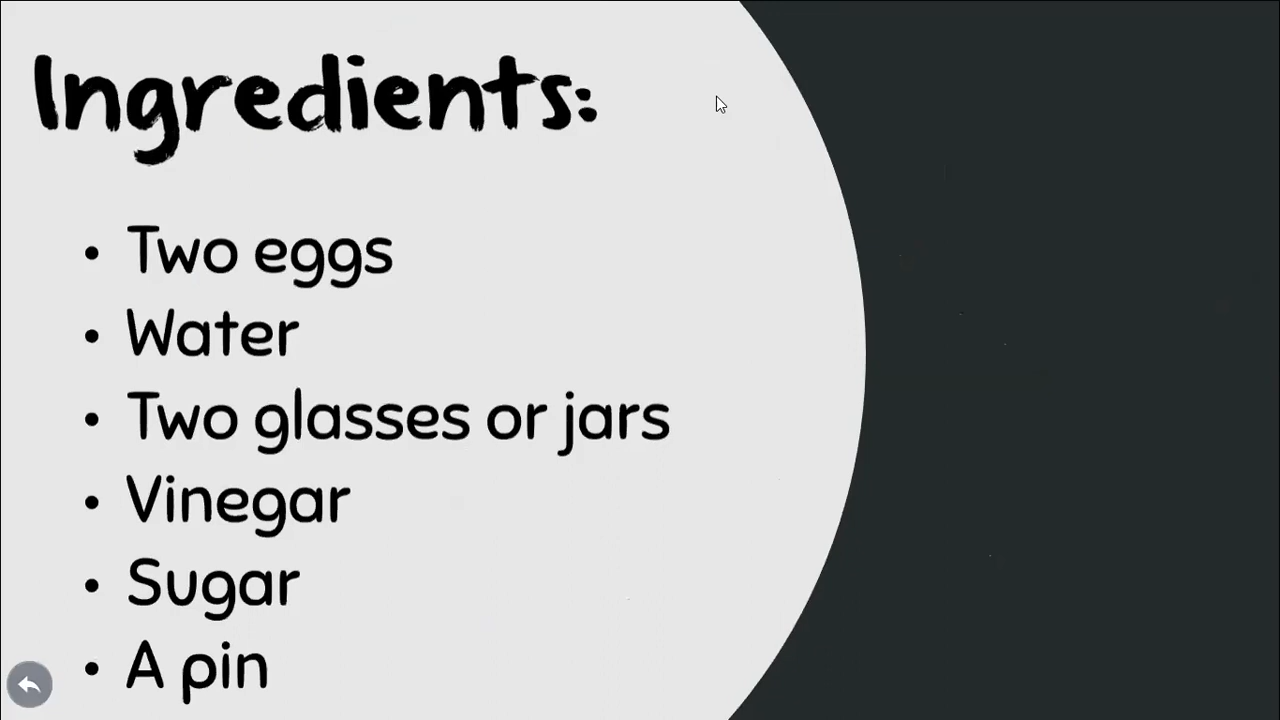 Ingredients:
• Two eggs
• Water
• Two glasses or jars
• Vinegar
• Sugar
• A pin